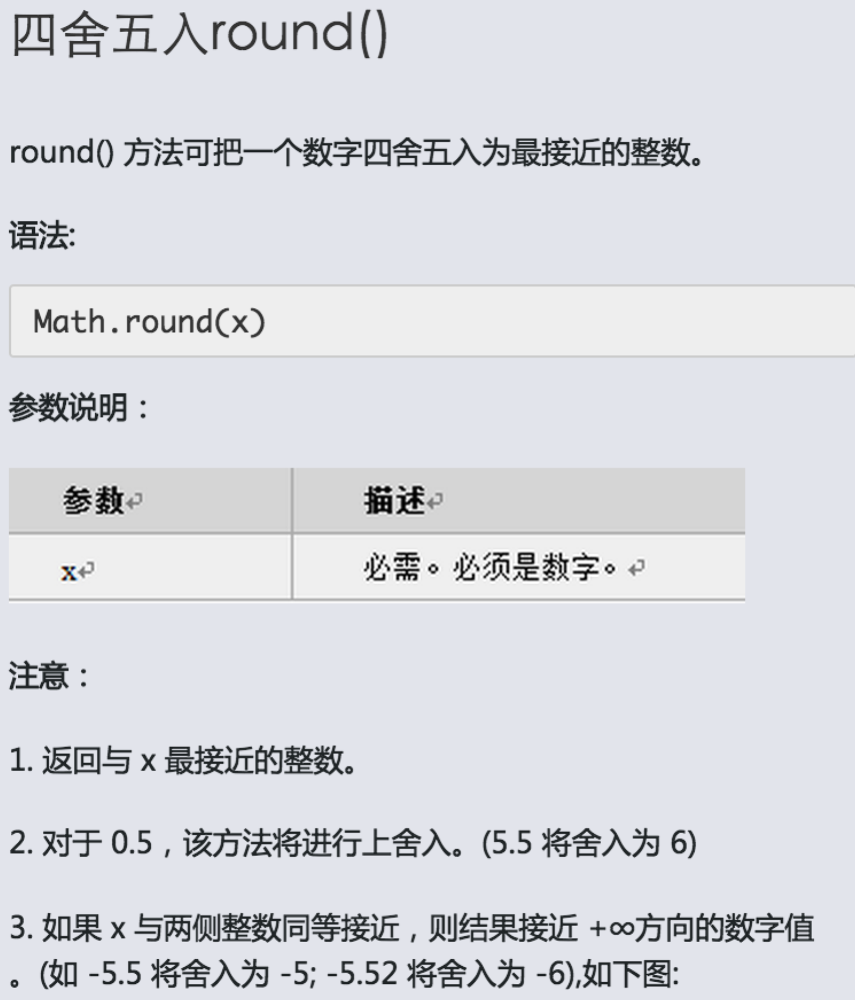 四舍五入round()
round() 方法可把一个数字四舍五入为最接近的整数。
语法:
Math.round(x)
参数说明：
参数↵ 描述↵
x↵ 必需。必须是数字。↵
注意：
1. 返回与 x 最接近的整数。
2. 对于 0.5，该方法将进行上舍入。(5.5 将舍入为 6)
3. 如果 x 与两侧整数同等接近，则结果接近 +∞方向的数字值
。(如 -5.5 将舍入为 -5; -5.52 将舍入为 -6),如下图: